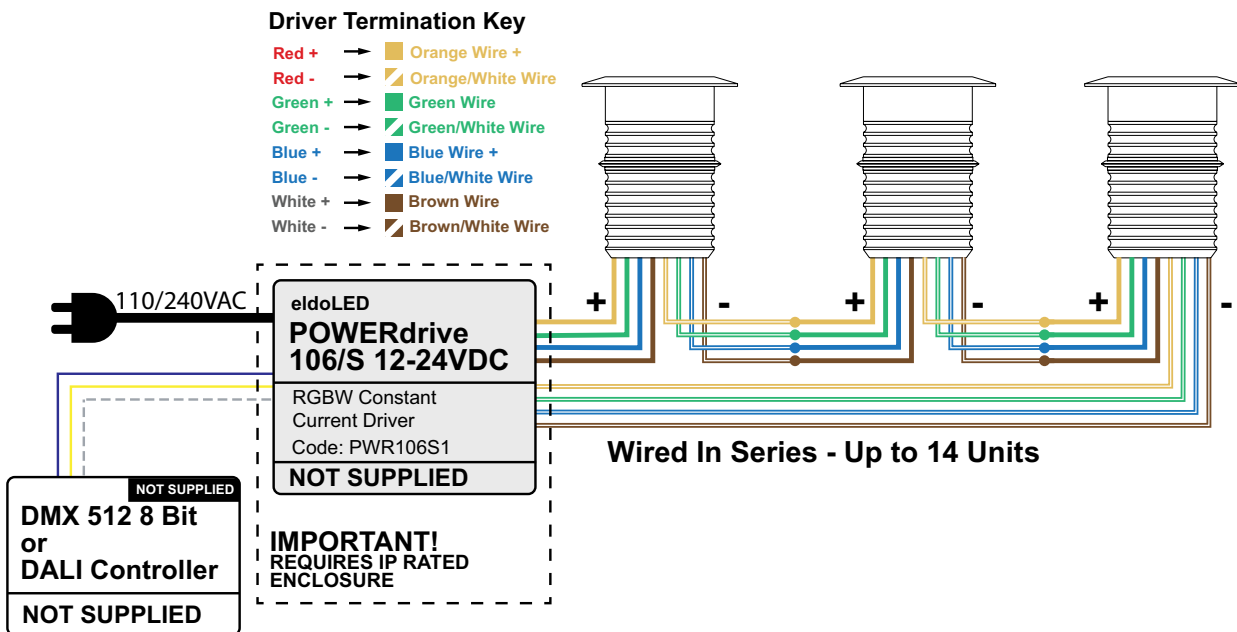 Driver Termination Key
Red + Orange Wire +
Red - Orange/White Wire
Green + Green Wire
Green - Green/White Wire
Blue + Blue Wire +
Blue - Blue/White Wire
White + Brown Wire
White - Brown/White Wire
110/240VAC
eldoLED
POWERdrive
106/S 12-24VDC
RGBW Constant
Current Driver
Code: PWR106S1
NOT SUPPLIED
+ - + - + -
Wired In Series - Up to 14 Units
NOT SUPPLIED
DMX 512 8 Bit
or
DALI Controller
NOT SUPPLIED
IMPORTANT!
REQUIRES IP RATED
ENCLOSURE